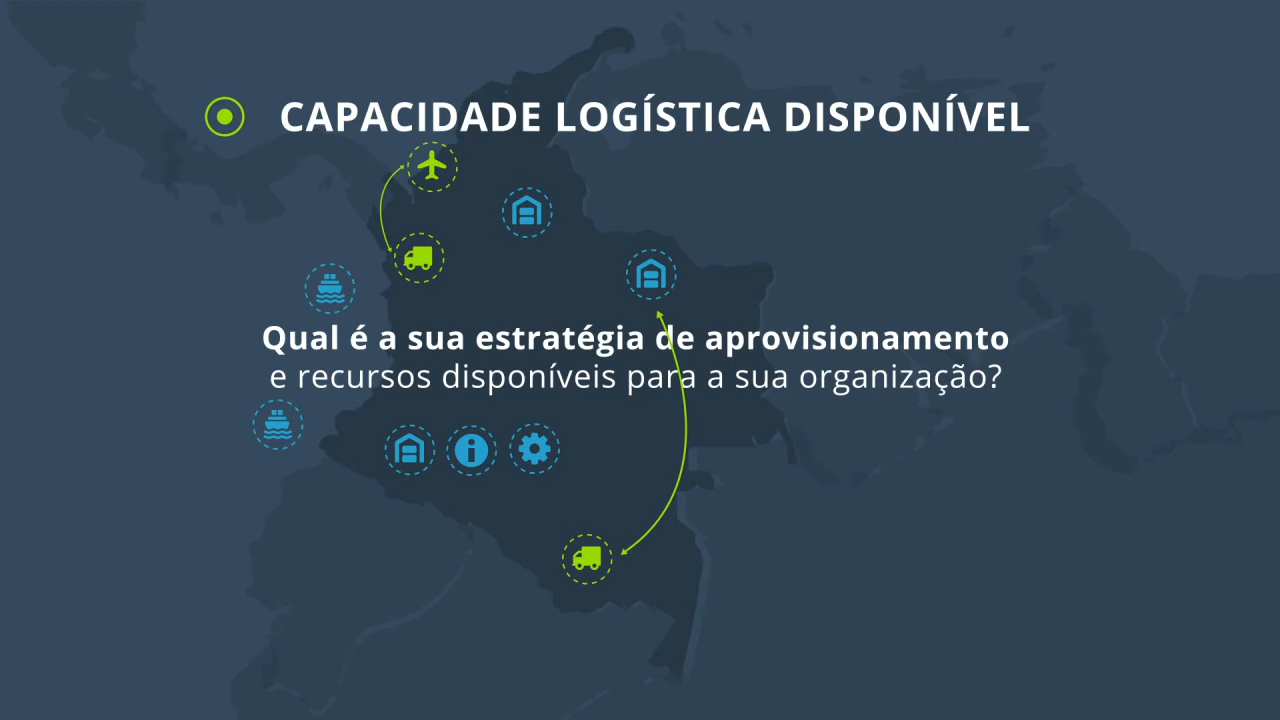 CAPACIDADE LOGÍSTICA DISPONÍVEL
Qual é a sua estratégia de aprovisionamento
e recursos disponíveis para a sua organização?